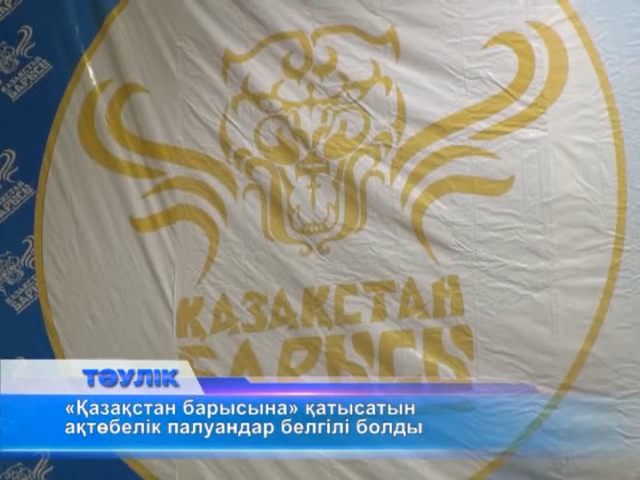 ҚАЗАҚСТАН
БАРЫСЫ
ТӘУЛІК
«Қазақстан барысына» қатысатын
ақтөбелік палуандар белгілі болды